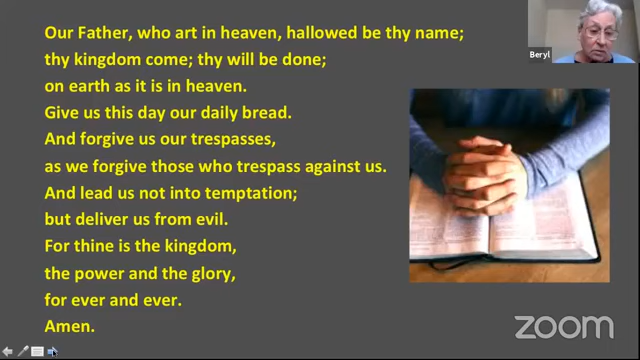 Our Father, who art in heaven, hallowed be thy name;
thy kingdom come; thy will be done;
on earth as it is in heaven.
Give us this day our daily bread.
And forgive us our trespasses,
as we forgive those who trespass against us.
And lead us not into temptation;
but deliver us from evil.
For thine is the kingdom,
the power and the glory,
for ever and ever.
Amen.
Beryl
zoom